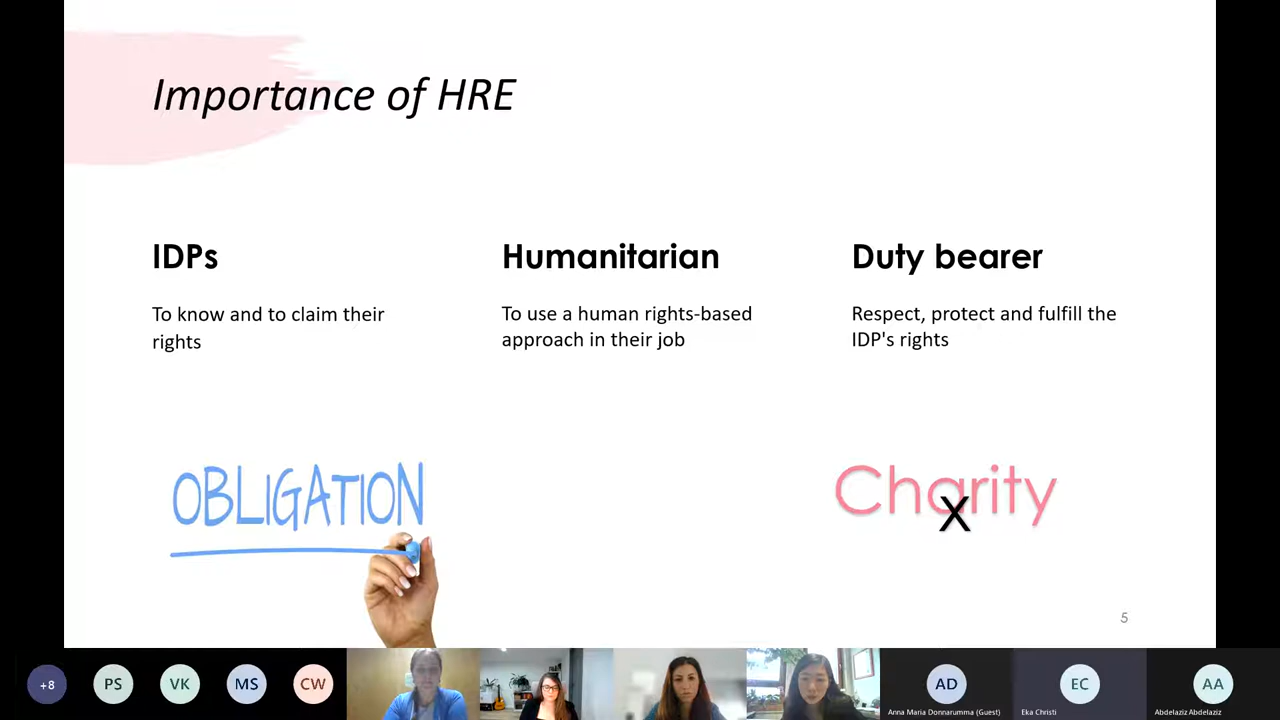 Importance of HRE
IDPs
To know and to claim their
rights
Humanitarian
To use a human rights-based
approach in their job
Duty bearer
Respect, protect and fulfill the
IDP's rights
OBLIGATION
Charity
X
5
+8
PS
VK
MS
CW
AD
Anna Maria Donnarumma (Guest)
EC
Eka Christi
AA
Abdelaziz Abdelaziz